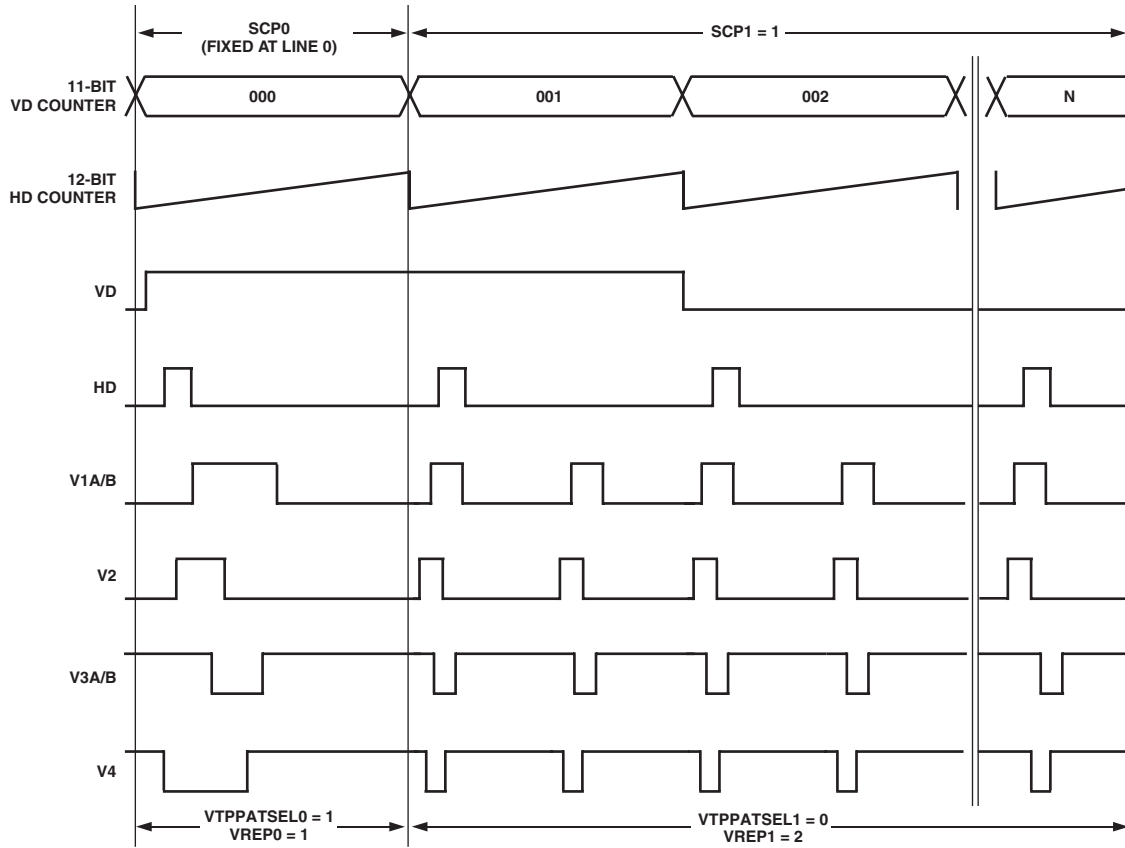 SCP0
(FIXED AT LINE 0)
SCP1 = 1
11-BIT
VD COUNTER
000
001
002
N
12-BIT
HD COUNTER
VD
HD
V1A/B
V2
V3A/B
V4
VTPPATSEL0 = 1
VREP0 = 1
VTPPATSEL1 = 0
VREP1 = 2